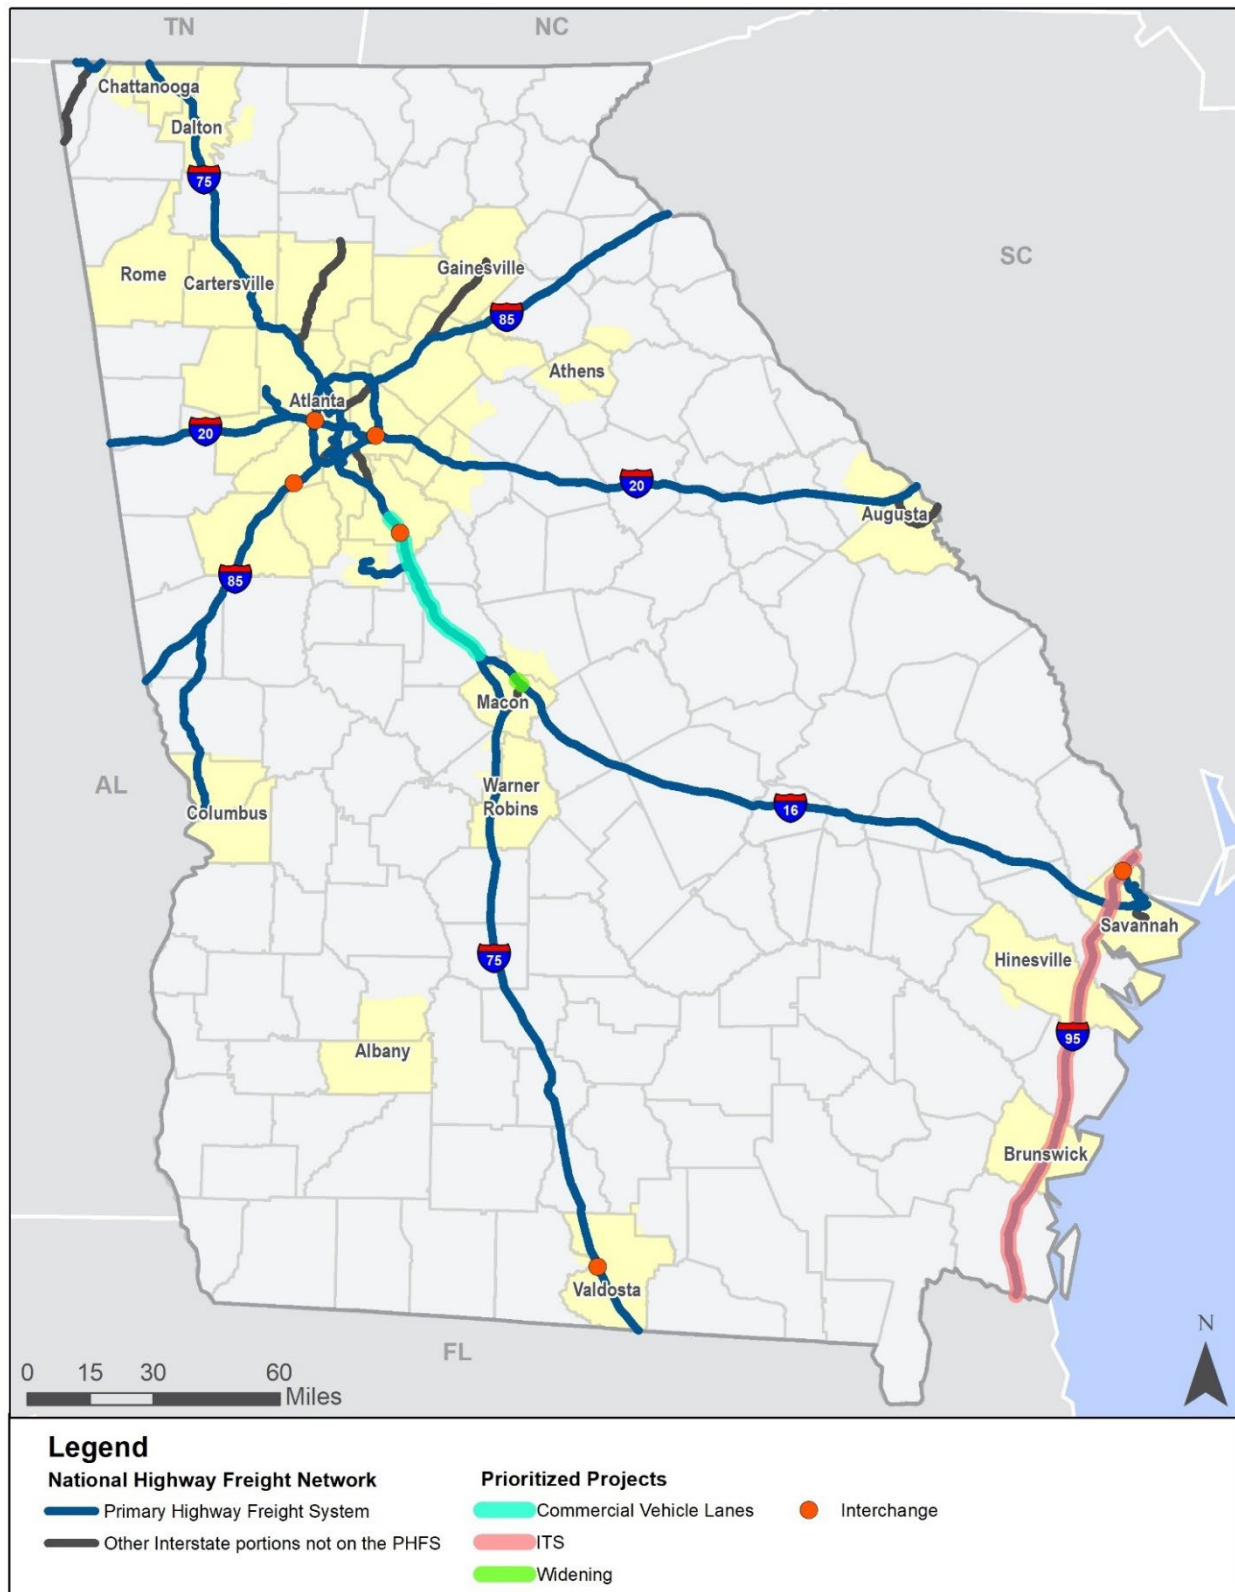 TN
NC
Chattanooga
Dalton
75
SC
Rome
Cartersville
Gainesville
85
Athens
Atlanta
20
20
Augusta
85
Macon
AL
Warner
Robins
Columbus
16
Savannah
Hinesville
75
95
Albany
Brunswick
Valdosta
FL
N
0 15 30 60
Miles
Legend
National Highway Freight Network
Primary Highway Freight System
Other Interstate portions not on the PHFS
Prioritized Projects
Commercial Vehicle Lanes
ITS
Widening
Interchange